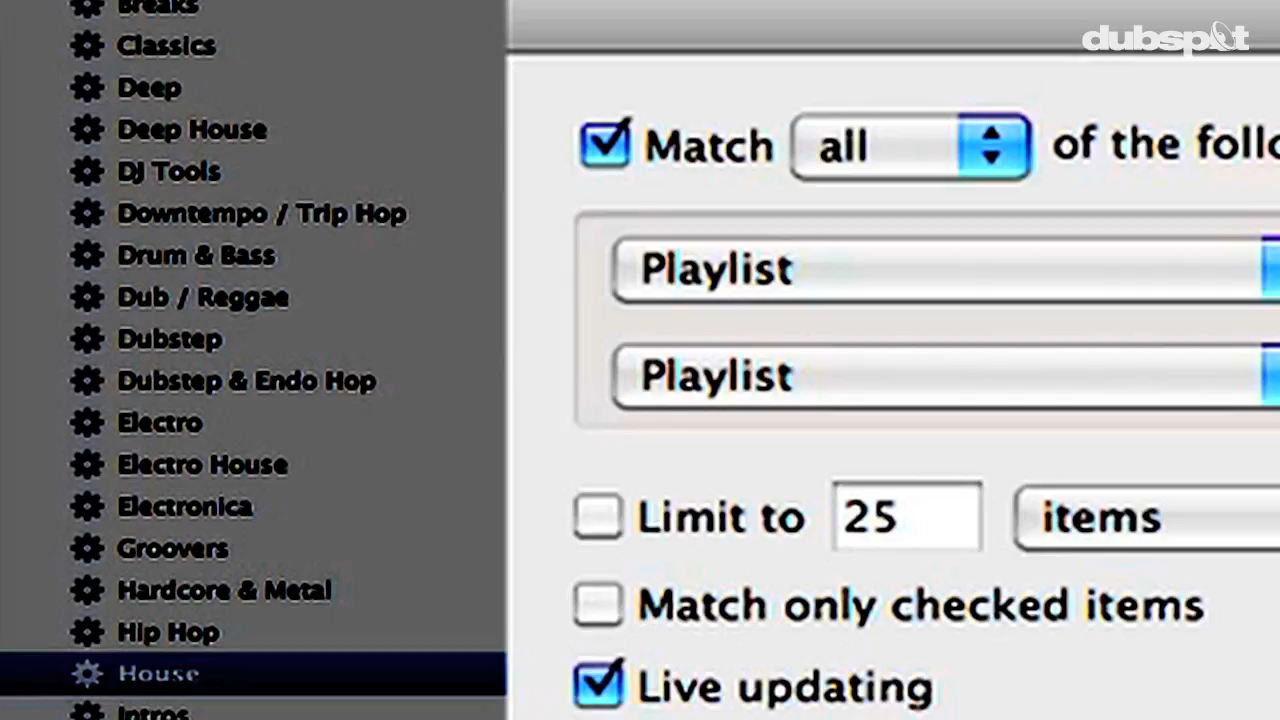 Breaks
Classics
Deep
Deep House
DJ Tools
Downtempo / Trip Hop
Drum & Bass
Dub / Reggae
Dubstep
Dubstep & Endo Hop
Electro
Electro House
Electronica
Groovers
Hardcore & Metal
Hip Hop
House
Intros
dubspot
Match all of the follo
Playlist
Playlist
Limit to 25 items
Match only checked items
Live updating